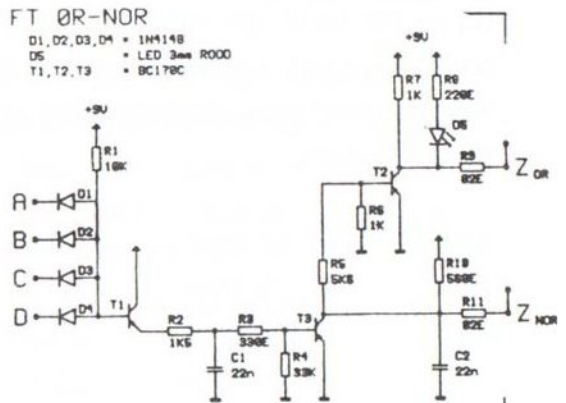 FT ØR-NOR
D1,D2,D3,D4 = 1N4148
D5 = LED 3mm ROOD
T1,T2,T3 = BC170C
+9V
+9V
R7
1K
R8
220E
D5
R1
10K
T2
R9
82E
Z OR
A
D1
R6
1K
B
D2
R5
5K6
R10
560E
C
D3
D
D4
T1
R2
1K5
R3
330E
T3
R11
82E
Z NOR
C1
22n
R4
33K
C2
22n